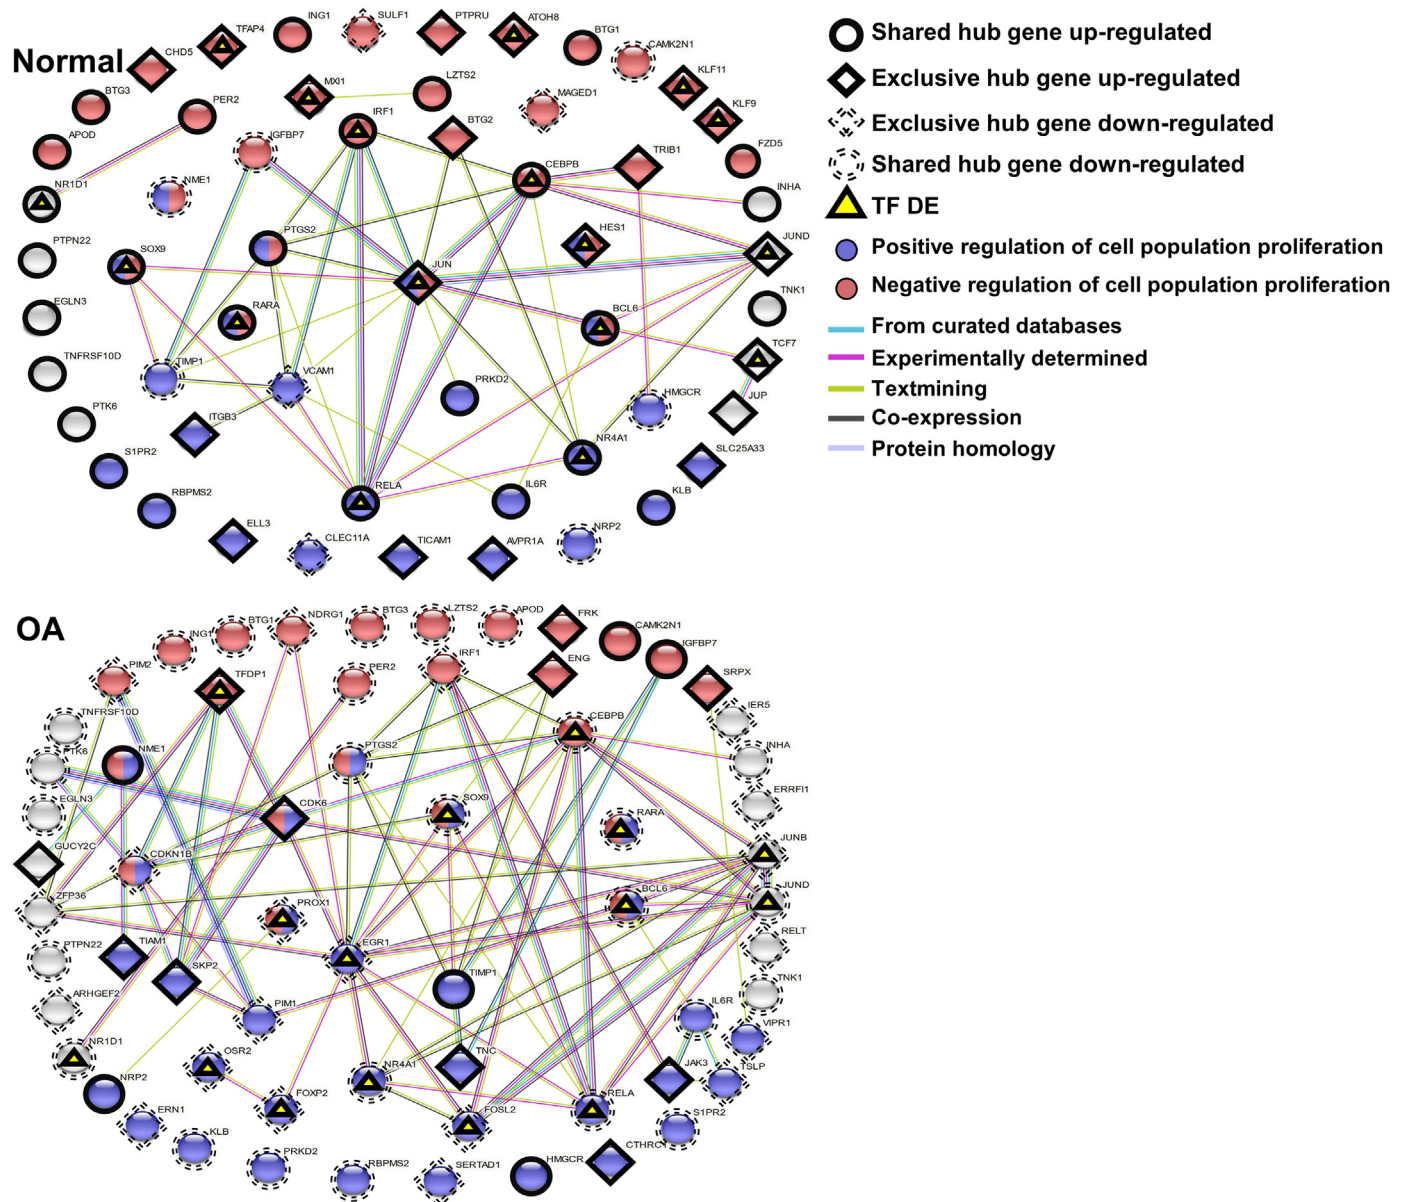 Normal
ING1
SULF1
PTPRU
ATOH8
TFAP4
BTG1
CHD5
CAMK2N1
KLF11
BTG3
MXI1
LZTS2
MAGED1
KLF9
PER2
IRF1
BTG2
APOD
IGFBP7
CEBPB
TRIB1
FZD5
NR1D1
NME1
INHA
PTPN22
SOX9
PTGS2
JUN
HES1
JUND
EGLN3
RARA
BCL6
TNK1
TNFRSF10D
TIMP1
VCAM1
PRKD2
HMGCR
TCF7
PTK6
ITGB3
JUP
S1PR2
NR4A1
SLC25A33
RBPMS2
RELA
IL6R
KLB
ELL3
CLEC11A
TICAM1
AVPR1A
NRP2
Shared hub gene up-regulated
Exclusive hub gene up-regulated
Exclusive hub gene down-regulated
Shared hub gene down-regulated
TF DE
Positive regulation of cell population proliferation
Negative regulation of cell population proliferation
From curated databases
Experimentally determined
Textmining
Co-expression
Protein homology
OA
ING1
BTG1
NDRG1
BTG3
LZTS2
APOD
FRK
CAMK2N1
IGFBP7
PIM2
TFDP1
PER2
IRF1
ENG
SRPX
TNFRSF10D
IER5
PTK6
NME1
PTGS2
CEBPB
INHA
EGLN3
CDK6
SOX9
RARA
ERRFI1
GUCY2C
CDKN1B
JUNB
ZFP36
PROX1
BCL6
JUND
PTPN22
TIAM1
SKP2
EGR1
TIMP1
RELT
ARHGEF2
PIM1
IL6R
TNK1
NR1D1
OSR2
NR4A1
TNC
JAK3
VIPR1
NRP2
FOXP2
FOSL2
RELA
TSLP
ERN1
S1PR2
KLB
PRKD2
RBPMS2
SERTAD1
HMGCR
CTHRC1